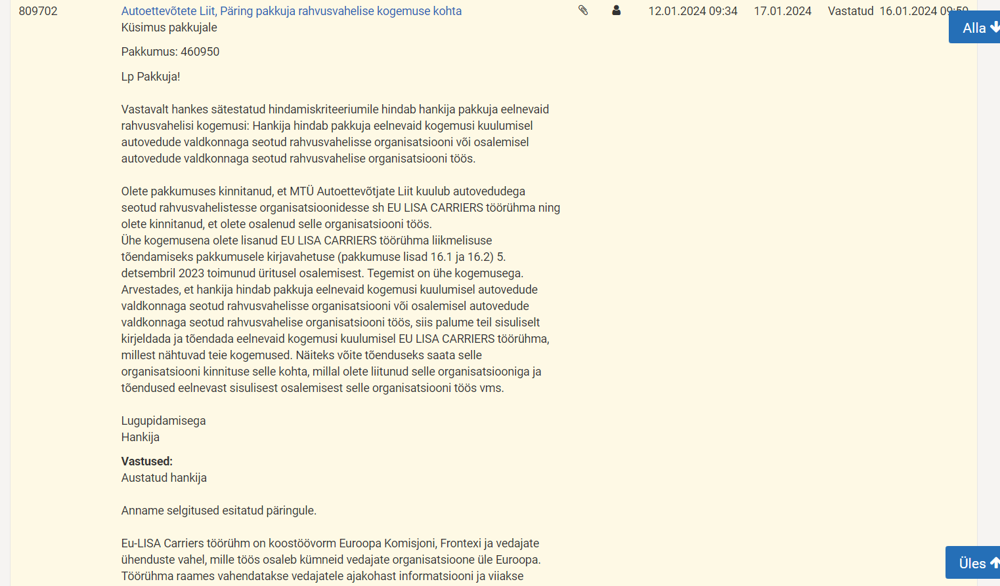 809702 Autoettevõtete Liit, Päring pakkuja rahvusvahelise kogemuse kohta 12.01.2024 09:34 17.01.2024 Vastatud 16.01.2024 09:50
Küsimus pakkujale
Alla
Pakkumus: 460950
Lp Pakkuja!
Vastavalt hankes sätestatud hindamiskriteeriumile hindab hankija pakkuja eelnevaid
rahvusvahelisi kogemusi: Hankija hindab pakkuja eelnevaid kogemusi kuulumisel
autovedude valdkonnaga seotud rahvusvahelisse organisatsiooni või osalemisel
autovedude valdkonnaga seotud rahvusvahelise organisatsiooni töös.
Olete pakkumuses kinnitanud, et MTÜ Autoettevõtjate Liit kuulub autovedudega
seotud rahvusvahelistesse organisatsioonidesse sh EU LISA CARRIERS töörühma ning
olete kinnitanud, et olete osalenud selle organisatsiooni töös.
Ühe kogemusena olete lisanud EU LISA CARRIERS töörühma liikmelisuse
tõendamiseks pakkumusele kirjavahetuse (pakkumuse lisad 16.1 ja 16.2) 5.
detsembril 2023 toimunud üritusel osalemisest. Tegemist on ühe kogemusega.
Arvestades, et hankija hindab pakkuja eelnevaid kogemusi kuulumisel autovedude
valdkonnaga seotud rahvusvahelisse organisatsiooni või osalemisel autovedude
valdkonnaga seotud rahvusvahelise organisatsiooni töös, siis palume teil sisuliselt
kirjeldada ja tõendada eelnevaid kogemusi kuulumisel EU LISA CARRIERS töörühma,
millest nähtuvad teie kogemused. Näiteks võite tõenduseks saata selle
organisatsiooni kinnituse selle kohta, millal olete liitunud selle organisatsiooniga ja
tõendused eelnevast sisulisest osalemisest selle organisatsiooni töös vms.
Lugupidamisega
Hankija
Vastused:
Austatud hankija
Anname selgitused esitatud päringule.
Eu-LISA Carriers töörühm on koostöövorm Euroopa Komisjoni, Frontexi ja vedajate
ühenduste vahel, mille töös osaleb kümneid vedajate organisatsioone üle Euroopa.
Üles
Töörühma raames vahendatakse vedajatele ajakohast informatsiooni ja viiakse